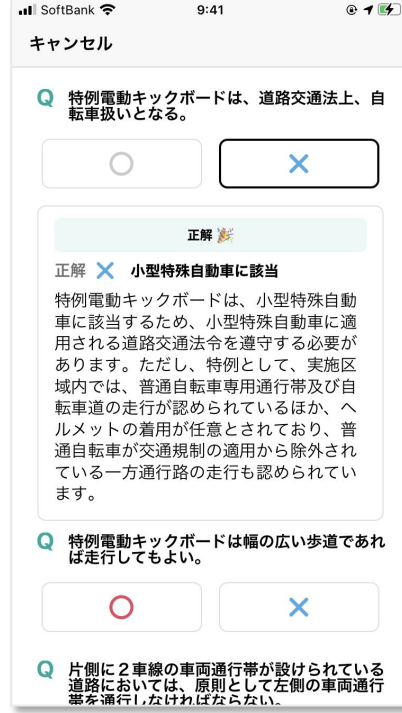 SoftBank 9:41
キャンセル
Q 特例電動キックボードは、道路交通法上、自
転車扱いとなる。
正解
正解 小型特殊自動車に該当
特例電動キックボードは、小型特殊自動
車に該当するため、小型特殊自動車に適
用される道路交通法令を遵守する必要が
あります。ただし、特例として、実施区
域内では、普通自転車専用通行帯及び自
転車道の走行が認められているほか、ヘ
ルメットの着用が任意とされており、普
通自転車が交通規制の適用から除外され
ている一方通行路の走行も認められてい
ます。
Q 特例電動キックボードは幅の広い歩道であれ
ば走行してもよい。
Q 片側に２車線の車両通行帯が設けられている
道路においては、原則として左側の車両通行
帯を通行しなければならない。